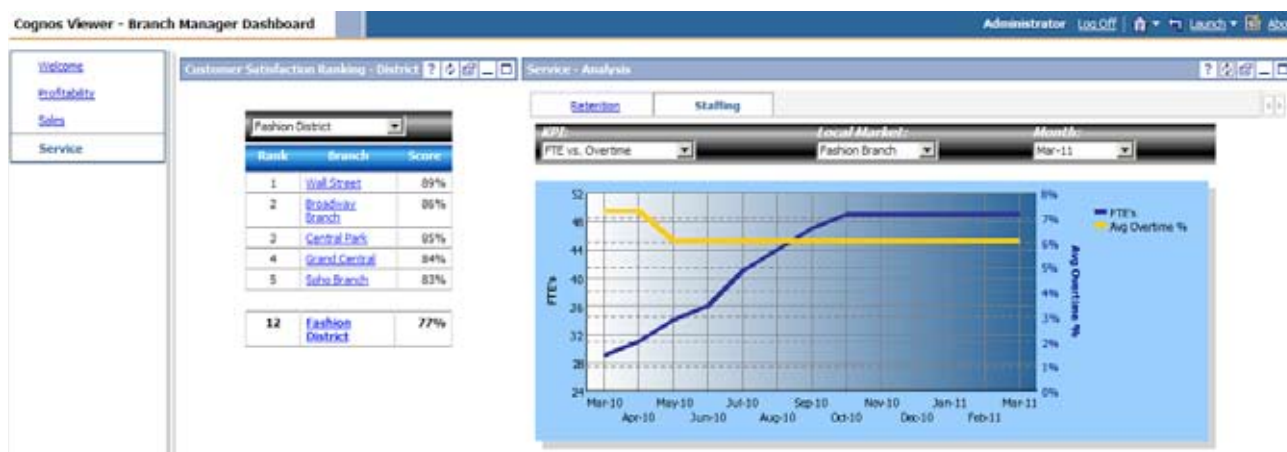 Cognos Viewer - Branch Manager Dashboard
Administrator Log Off Launch Abo
Welcome
Profitability
Sales
Service
Customer Satisfaction Ranking - District
Fashion District
Rank Branch Score
1 Wall Street 89%
2 Broadway 86%
Branch
3 Central Park 85%
4 Grand Central 84%
5 Soho Branch 83%
12 Fashion 77%
District
Service - Analysis
Retention Staffing
KPI: Local Market: Month:
FTE vs. Overtime Fashion Branch Mar-11
52 8%
48 7%
44 6%
40 5%
36 4%
32 3%
28 2%
24 1%
0%
FTE's
Avg Overtime %
FTE's
Avg Overtime %
Mar-10 May-10 Jul-10 Sep-10 Nov-10 Jan-11 Mar-11
Apr-10 Jun-10 Aug-10 Oct-10 Dec-10 Feb-11